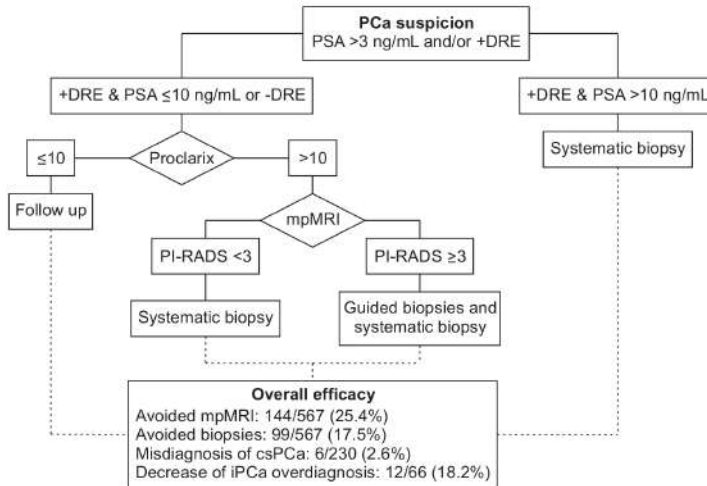 PCa suspicion
PSA >3 ng/mL and/or +DRE
+DRE & PSA ≤10 ng/mL or -DRE
+DRE & PSA >10 ng/mL
≤10
Proclarix
>10
Systematic biopsy
Follow up
mpMRI
PI-RADS <3
PI-RADS ≥3
Systematic biopsy
Guided biopsies and
systematic biopsy
Overall efficacy
Avoided mpMRI: 144/567 (25.4%)
Avoided biopsies: 99/567 (17.5%)
Misdiagnosis of csPCa: 6/230 (2.6%)
Decrease of iPCa overdiagnosis: 12/66 (18.2%)